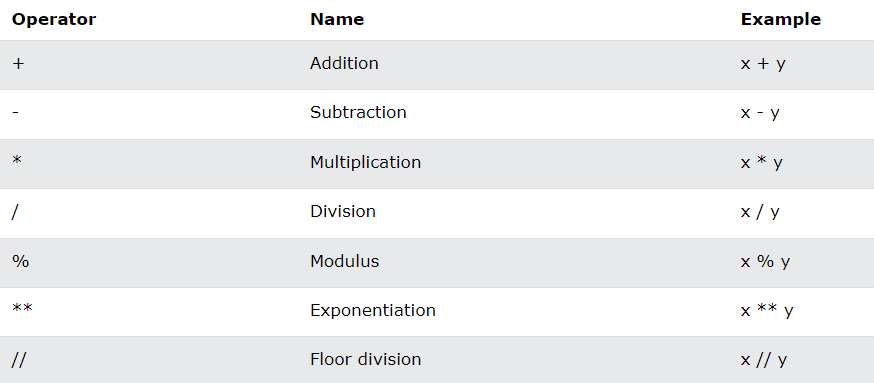 Operator Name Example
+ Addition x + y
- Subtraction x - y
* Multiplication x * y
/ Division x / y
% Modulus x % y
** Exponentiation x ** y
// Floor division x // y